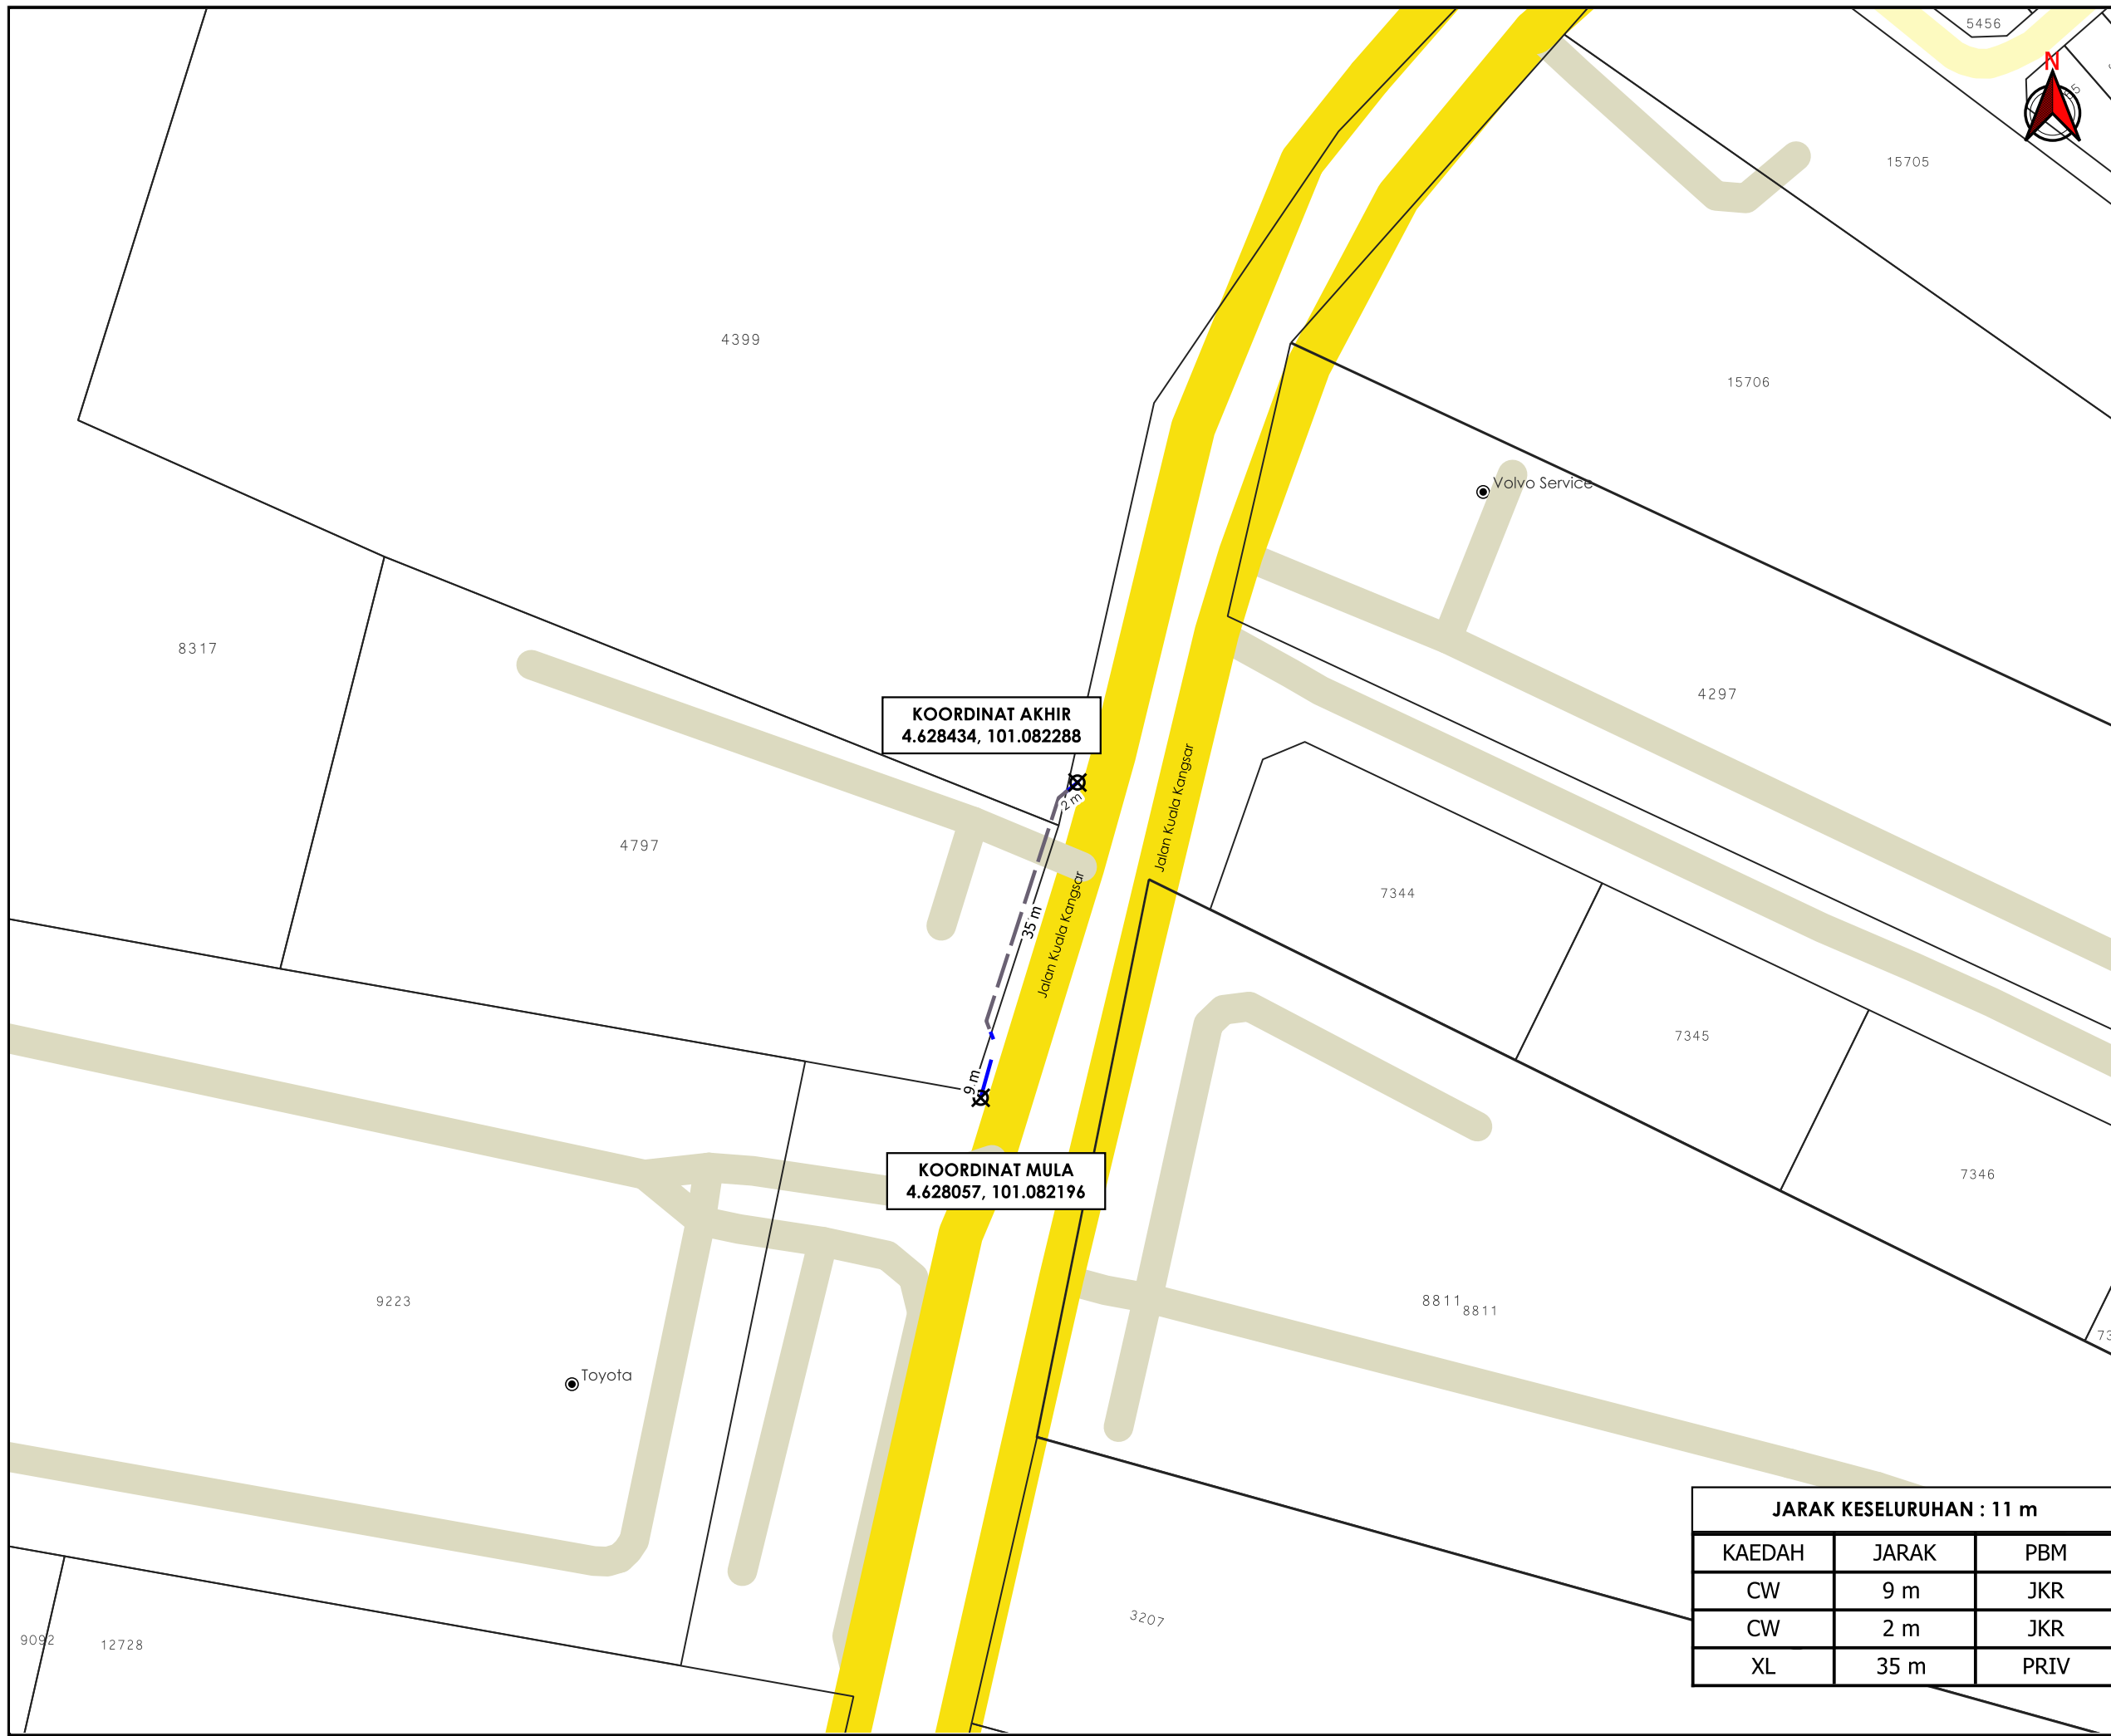 5456
N
15705
4399
15706
Volvo Service
8317
4297
KOORDINAT AKHIR
4.628434, 101.082288
Jalan Kuala Kangsar
2 m
4797
7344
35 m
Jalan Kuala Kangsar
7345
9 m
KOORDINAT MULA
4.628057, 101.082196
7346
9223
8811
8811
Toyota
JARAK KESELURUHAN : 11 m
KAEDAH JARAK PBM
CW 9 m JKR
CW 2 m JKR
XL 35 m PRIV
3207
9092
12728